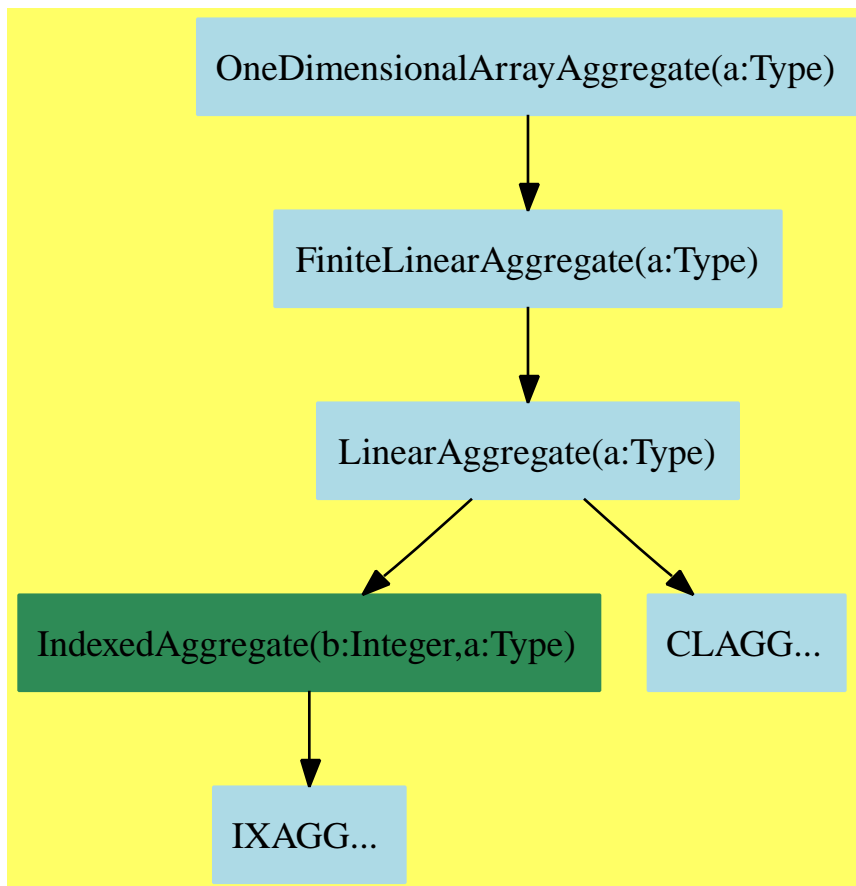 OneDimensionalArrayAggregate(a:Type)
FiniteLinearAggregate(a:Type)
LinearAggregate(a:Type)
IndexedAggregate(b:Integer,a:Type)
CLAGG...
IXAGG...